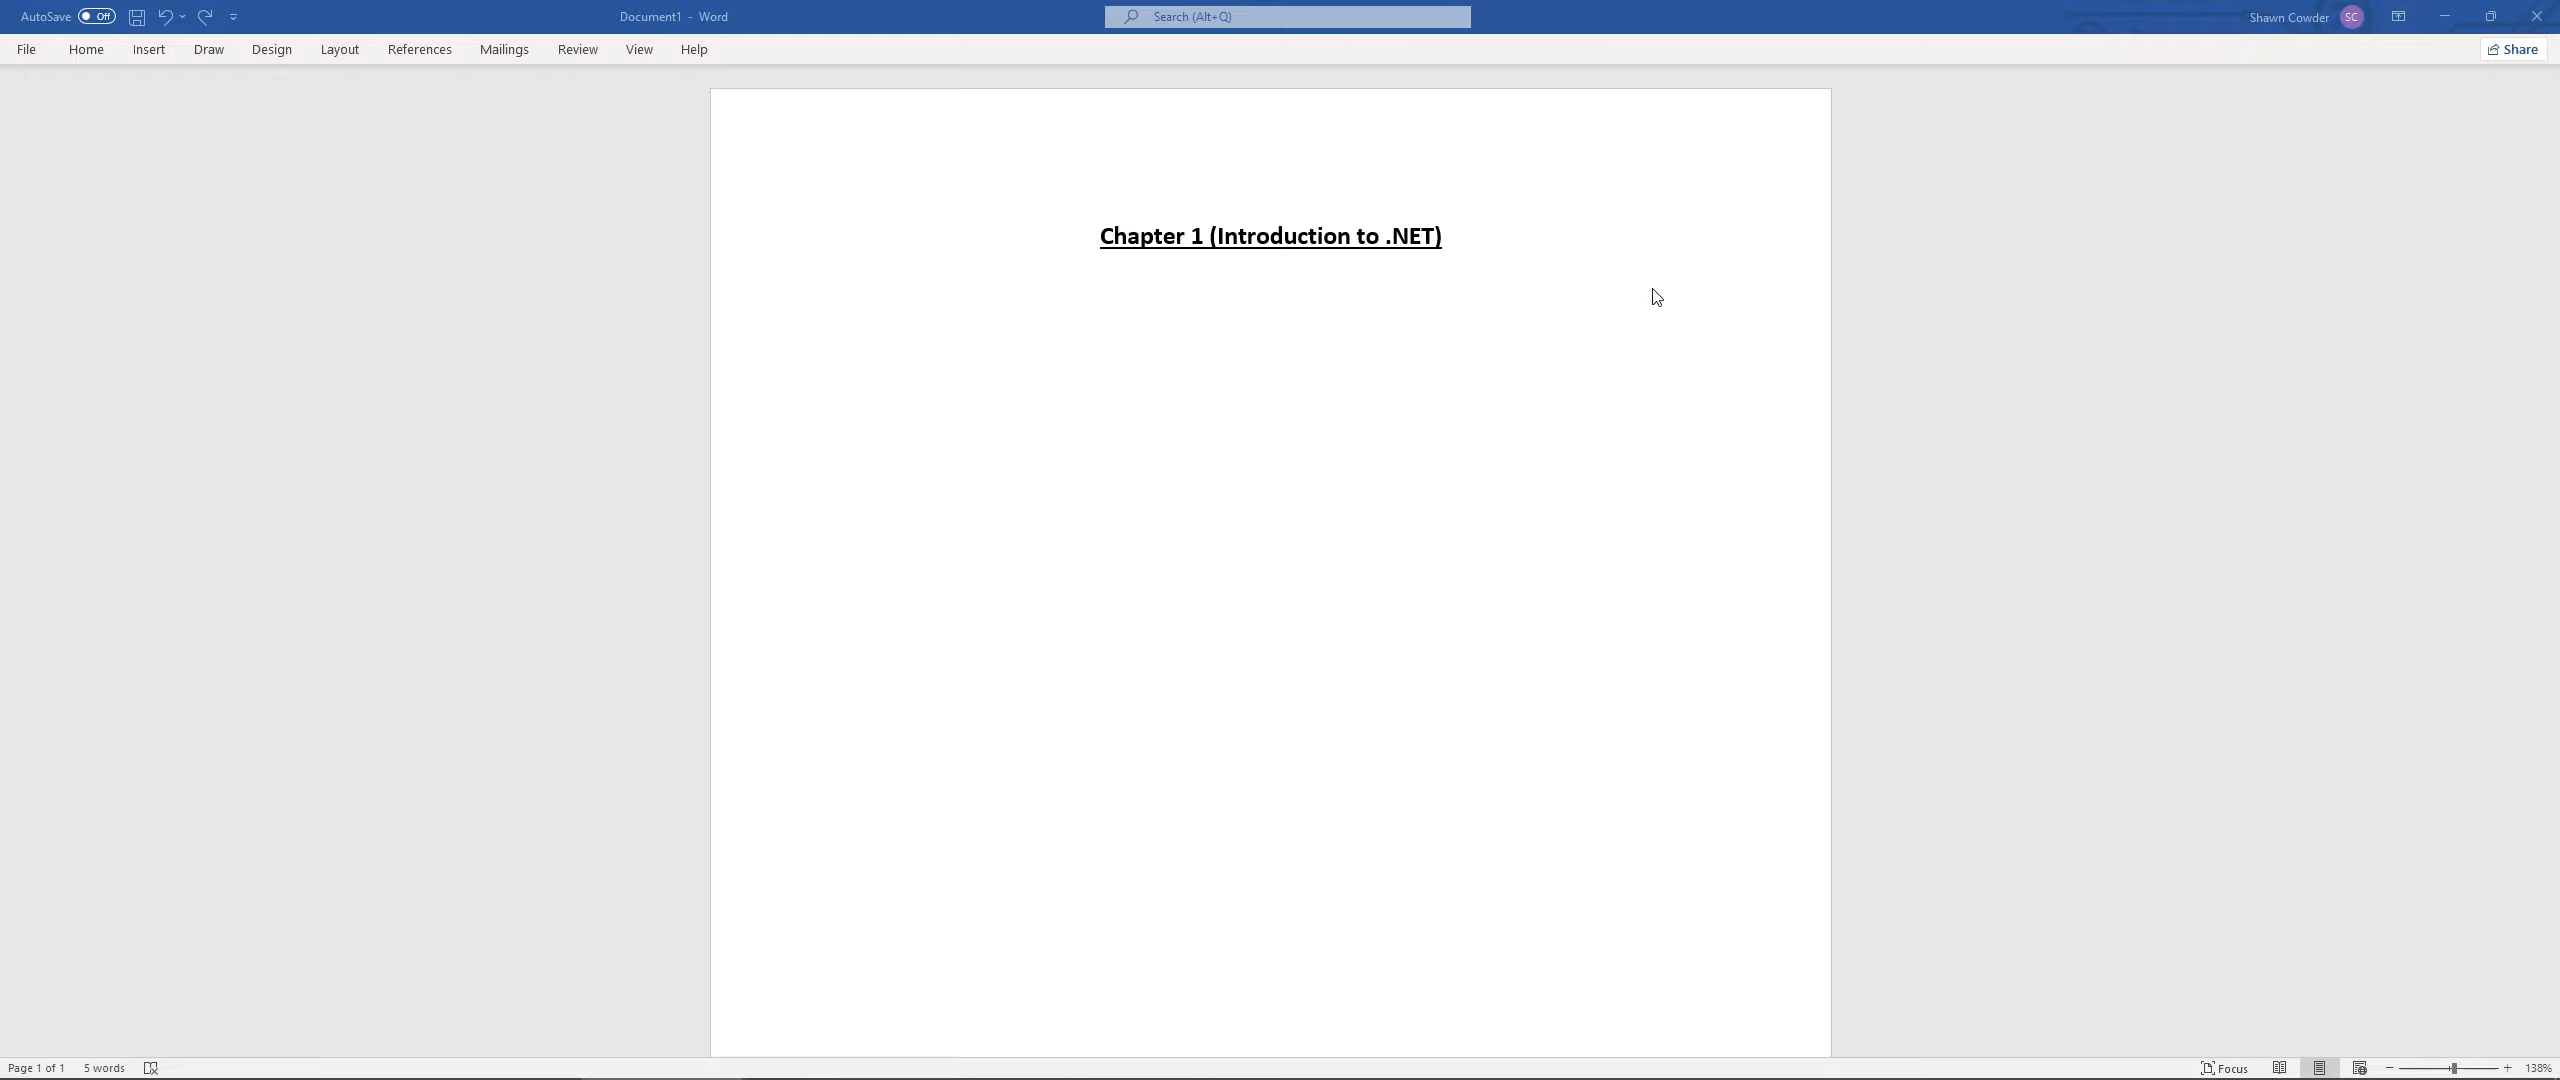 AutoSave Off Document1 - Word Search (Alt+Q) Shawn Cowder SC
File Home Insert Draw Design Layout References Mailings Review View Help Share
Chapter 1 (Introduction to .NET)
Page 1 of 1 5 words Focus 138%